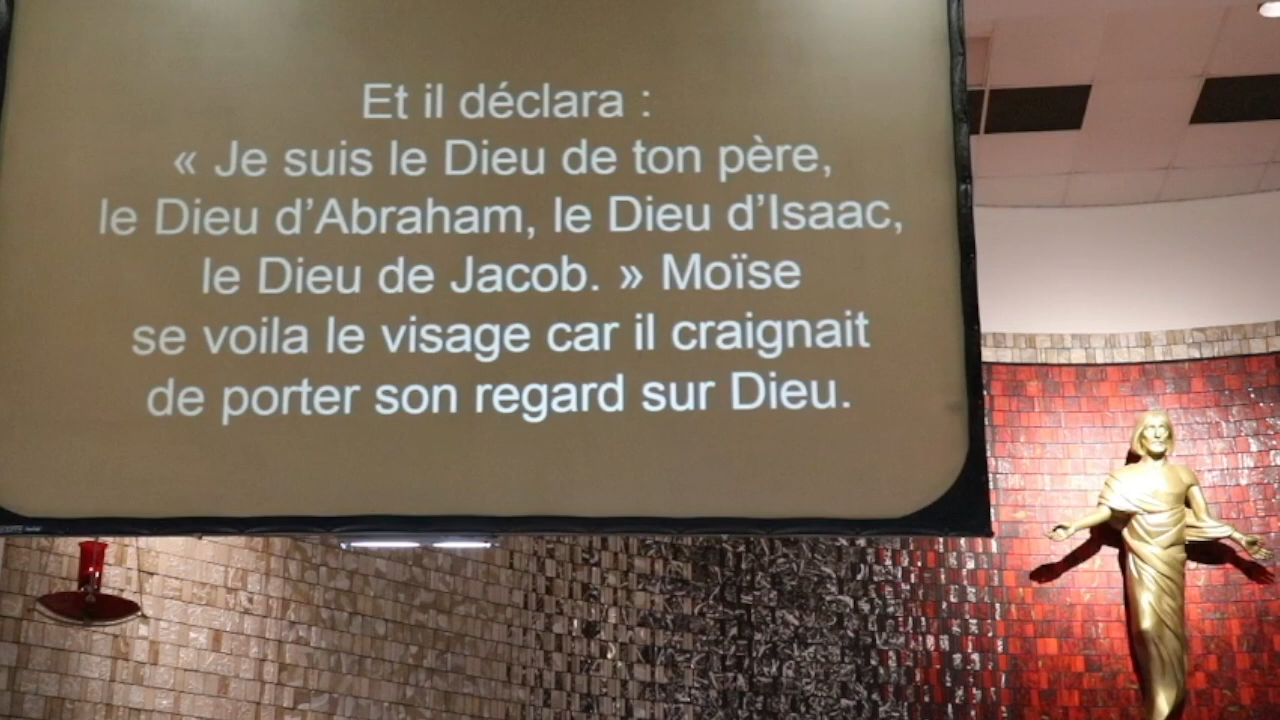 Et il déclara :
« Je suis le Dieu de ton père,
le Dieu d’Abraham, le Dieu d’Isaac,
le Dieu de Jacob. » Moïse
se voila le visage car il craignait
de porter son regard sur Dieu.